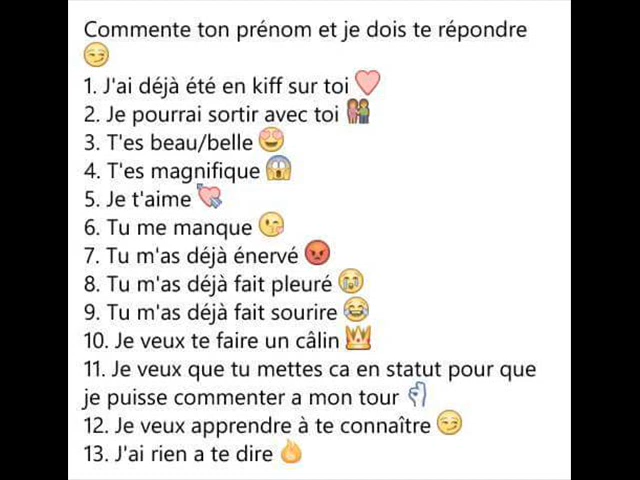 Commente ton prénom et je dois te répondre
😏
1. J'ai déjà été en kiff sur toi ❤
2. Je pourrai sortir avec toi 👫
3. T'es beau/belle 😍
4. T'es magnifique 😱
5. Je t'aime 💘
6. Tu me manque 😘
7. Tu m'as déjà énervé 😡
8. Tu m'as déjà fait pleuré 😭
9. Tu m'as déjà fait sourire 😂
10. Je veux te faire un câlin 👑
11. Je veux que tu mettes ca en statut pour que
je puisse commenter a mon tour 👌
12. Je veux apprendre à te connaître 😏
13. J'ai rien a te dire 🔥